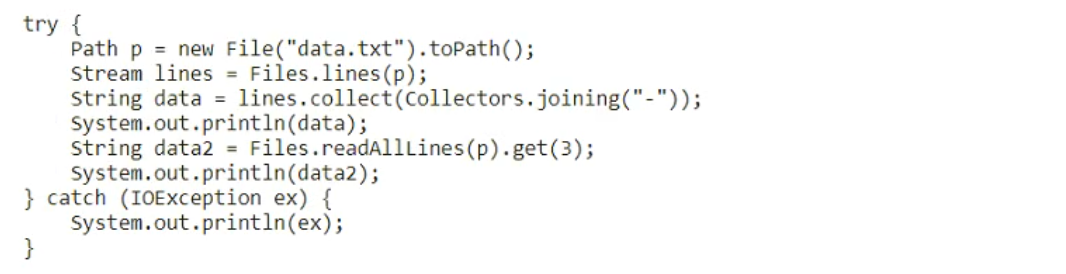 try {
    Path p = new File("data.txt").toPath();
    Stream lines = Files.lines(p);
    String data = lines.collect(Collectors.joining("-"));
    System.out.println(data);
    String data2 = Files.readAllLines(p).get(3);
    System.out.println(data2);
} catch (IOException ex) {
    System.out.println(ex);
}